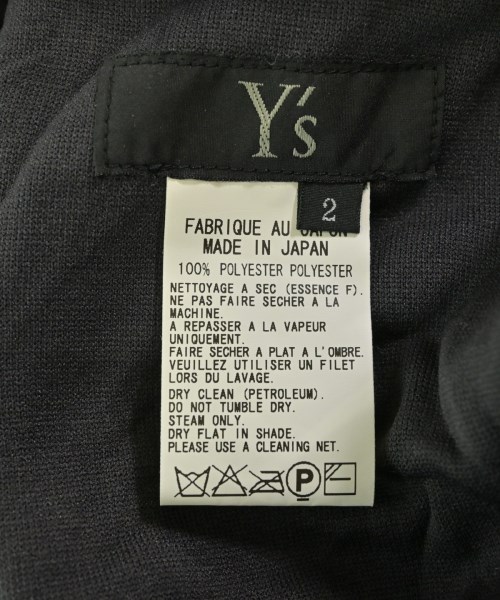 Y's
2
FABRIQUE AU JAPON
MADE IN JAPAN
100% POLYESTER POLYESTER
NETTOYAGE A SEC (ESSENCE F).
NE PAS FAIRE SECHER A LA
MACHINE.
A REPASSER A LA VAPEUR
UNIQUEMENT.
FAIRE SECHER A PLAT A L'OMBRE.
VEUILLEZ UTILISER UN FILET
LORS DU LAVAGE.
DRY CLEAN (PETROLEUM).
DO NOT TUMBLE DRY.
STEAM ONLY.
DRY FLAT IN SHADE.
PLEASE USE A CLEANING NET.
P